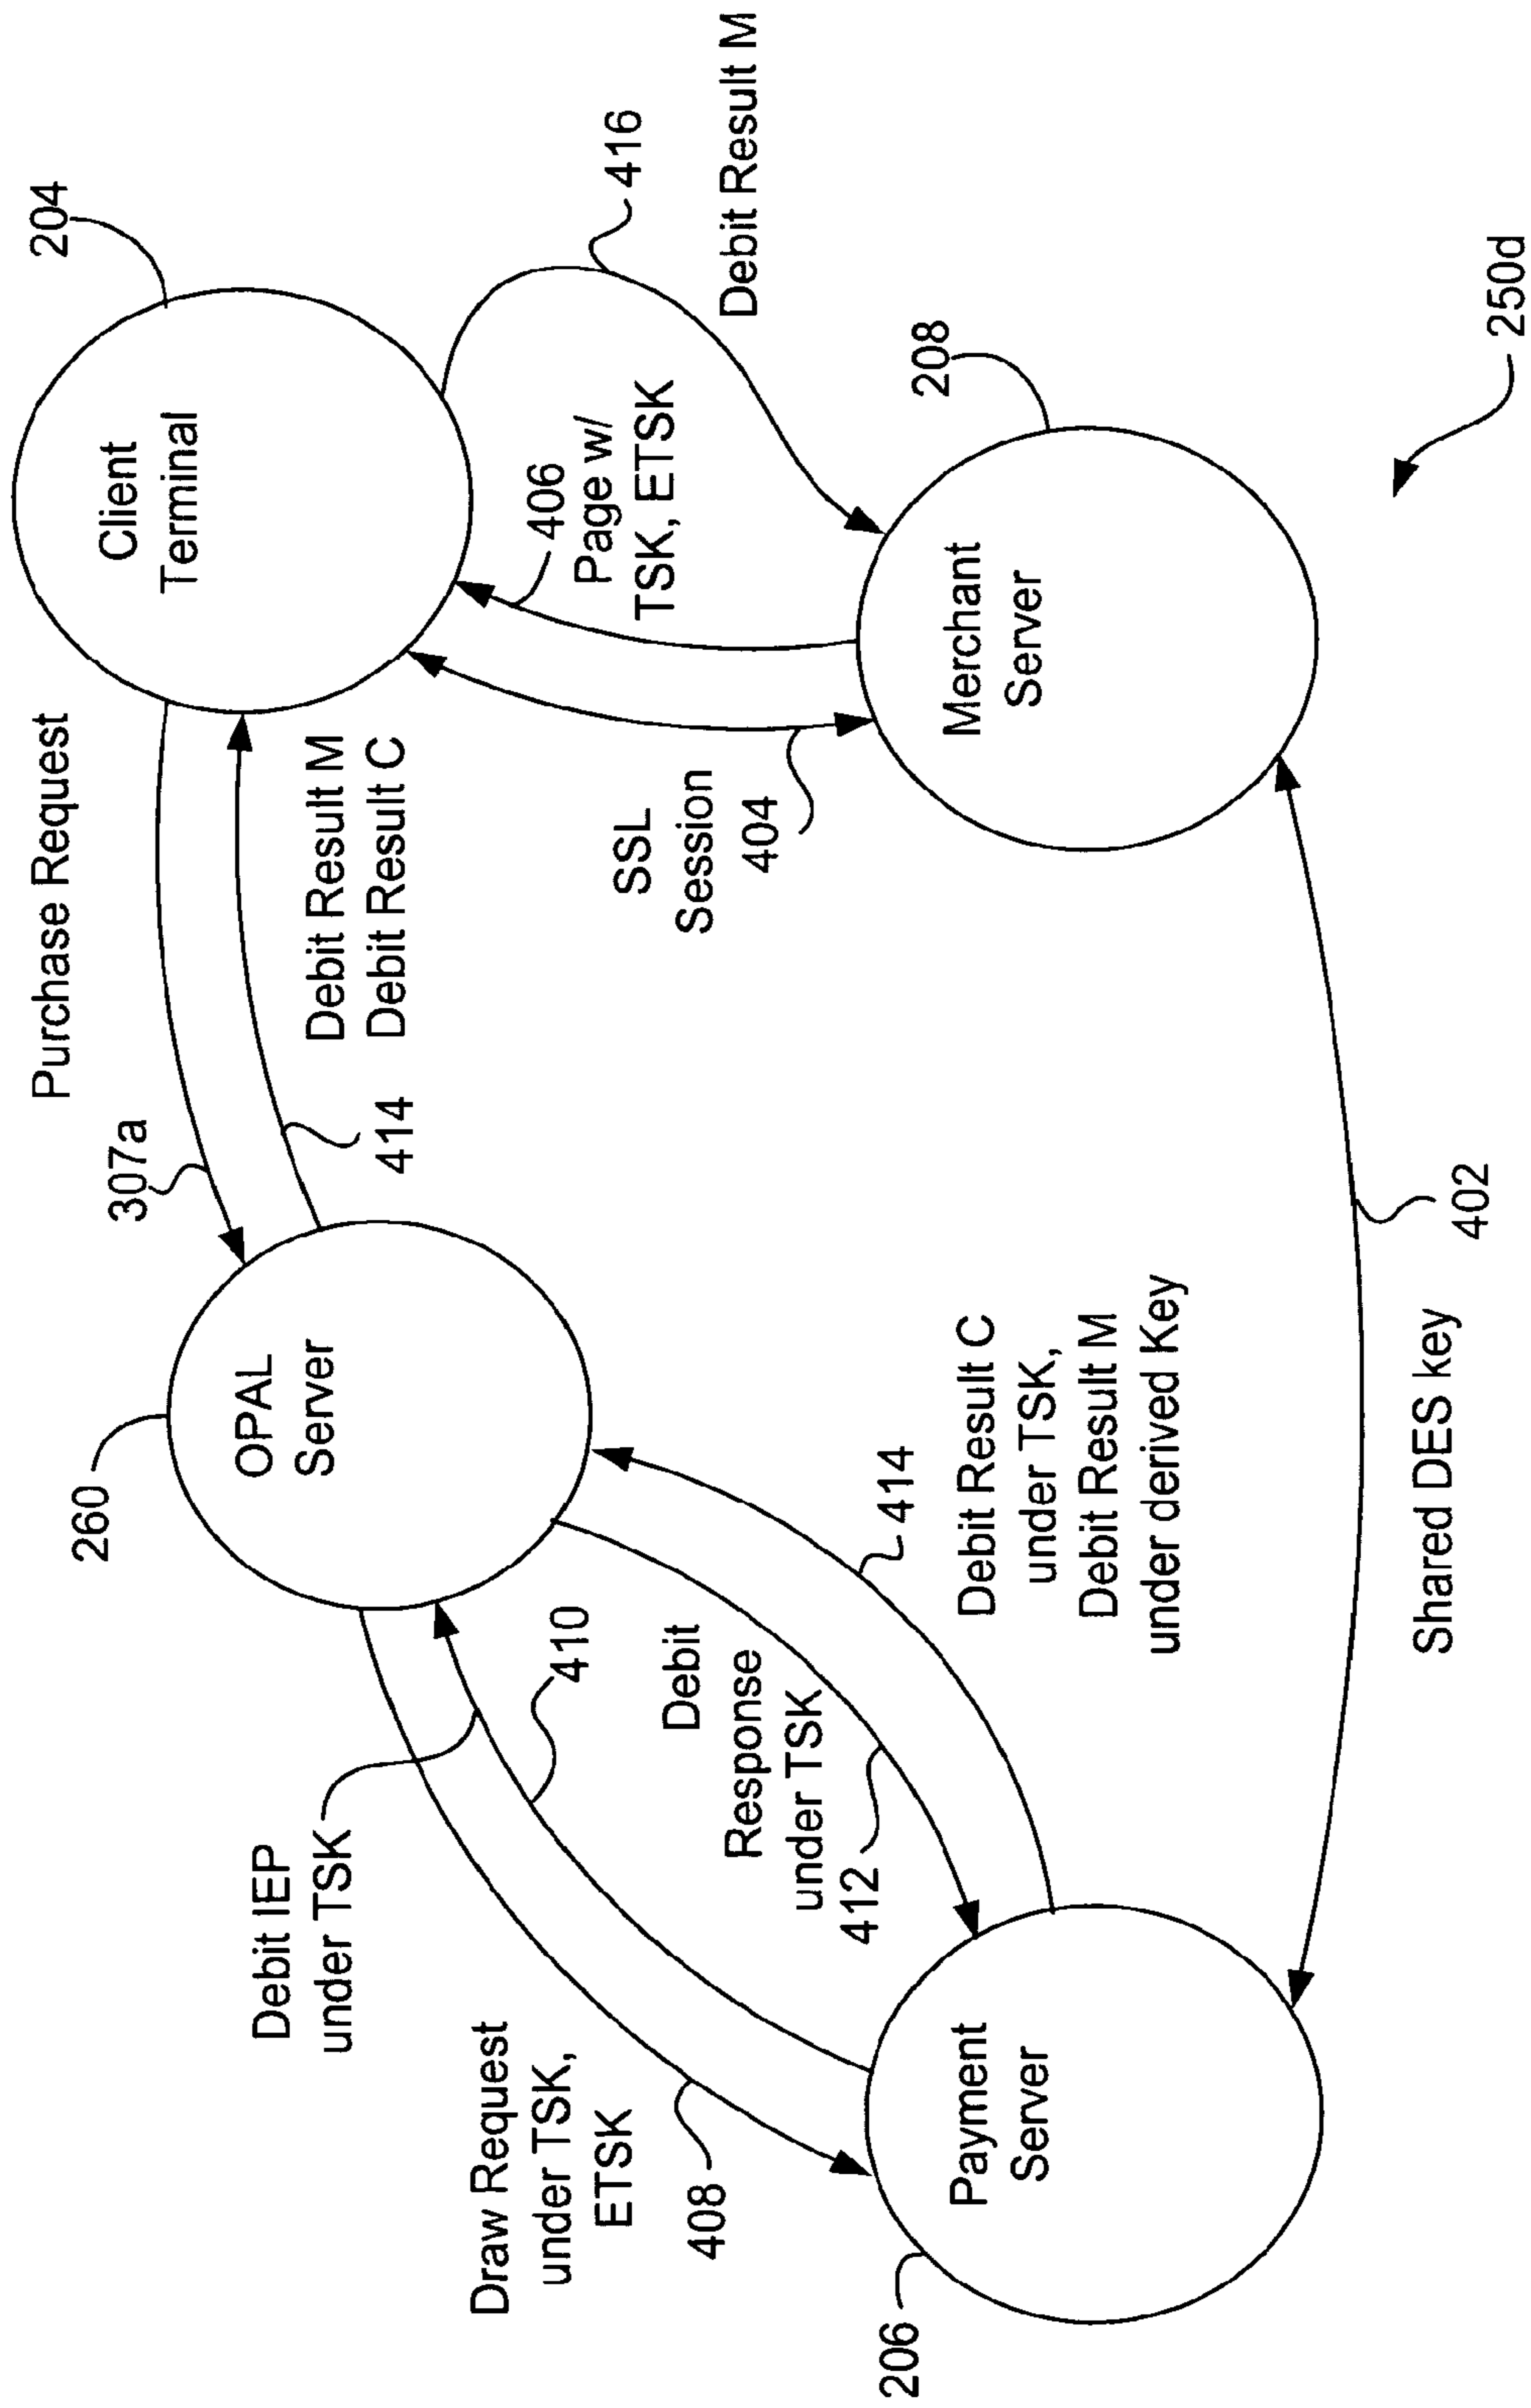 260
OPAL
Server
307a
Purchase Request
204
Client
Terminal
414
Debit Result M
Debit Result C
416
Debit Result M
406
Page w/
TSK, ETSK
SSL
Session
404
208
Merchant
Server
Debit IEP
under TSK
410
Draw Request
under TSK,
ETSK
408
Debit
Response
under TSK
412
414
Debit Result C
under TSK,
Debit Result M
under derived Key
206
Payment
Server
Shared DES key
402
250d